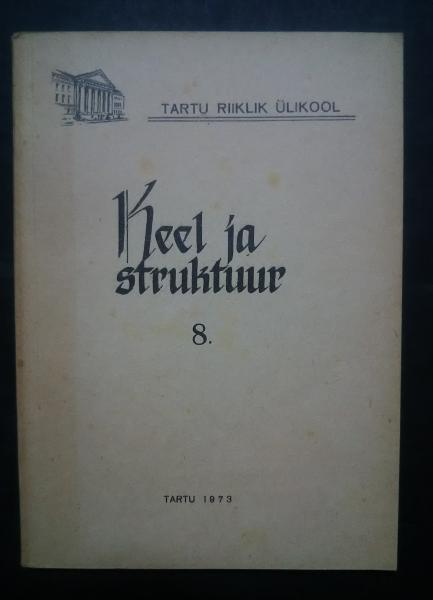 TARTU RIIKLIK ÜLIKOOL
Keel ja
struktuur
8.
TARTU 1973